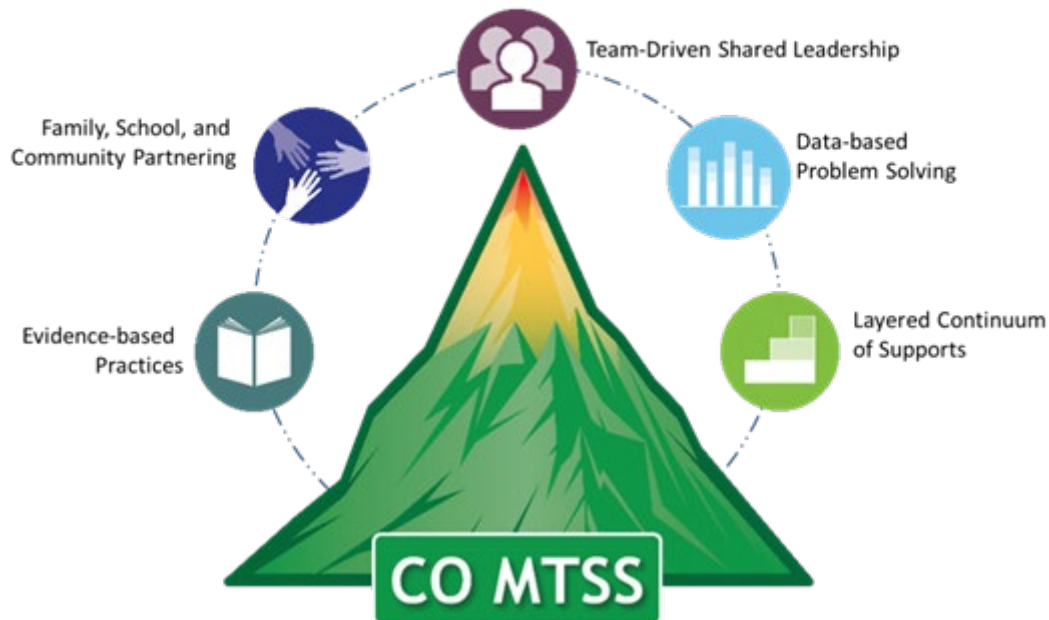 Team-Driven Shared Leadership
Family, School, and
Community Partnering
Data-based
Problem Solving
Evidence-based
Practices
Layered Continuum
of Supports
CO MTSS